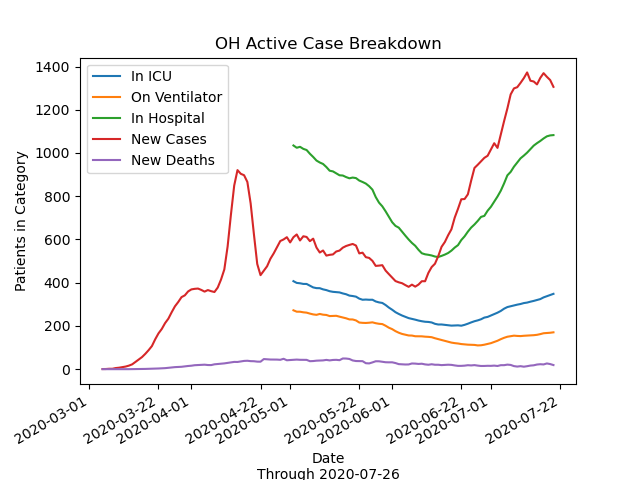 OH Active Case Breakdown
In ICU
On Ventilator
In Hospital
New Cases
New Deaths
Patients in Category
1400
1200
1000
800
600
400
200
0
2020-03-01
2020-03-22
2020-04-01
2020-04-22
2020-05-01
2020-05-22
2020-06-01
2020-06-22
2020-07-01
2020-07-22
Date
Through 2020-07-26